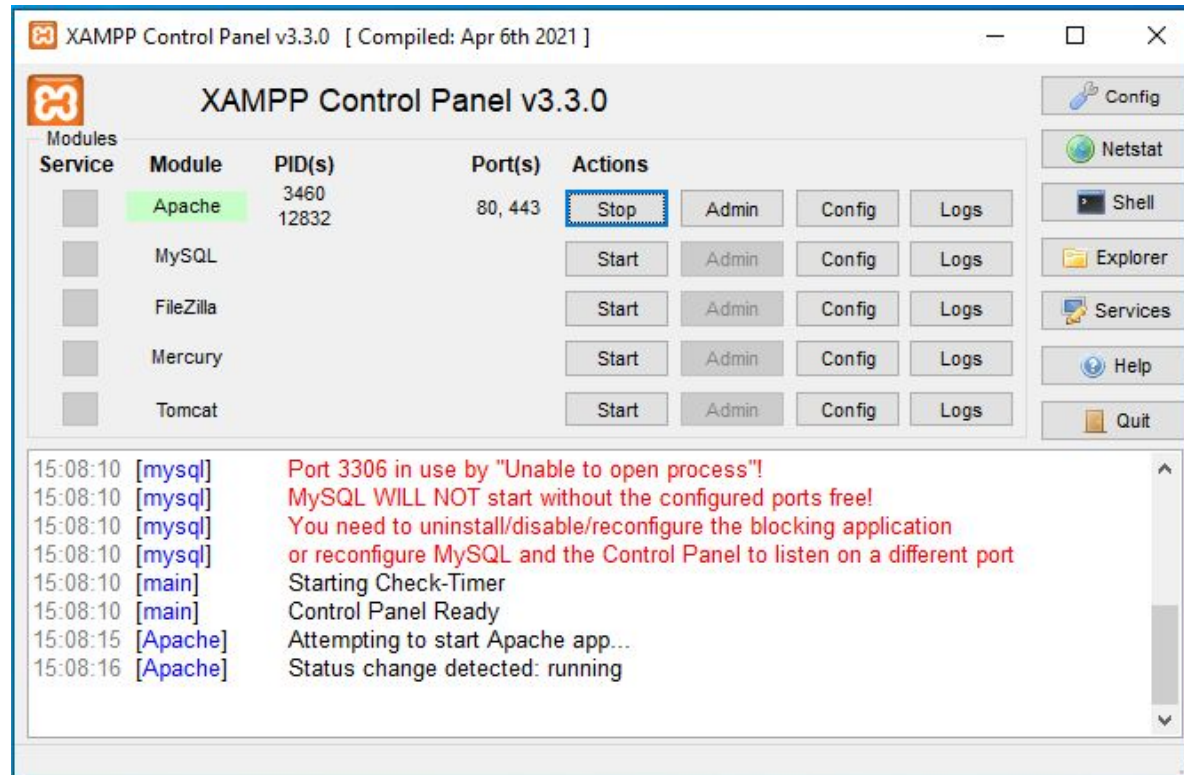 XAMPP Control Panel v3.3.0 [ Compiled: Apr 6th 2021 ]
XAMPP Control Panel v3.3.0
Config
Netstat
Shell
Explorer
Services
Help
Quit
Modules
Service Module PID(s) Port(s) Actions
Apache 3460 12832 80, 443 Stop Admin Config Logs
MySQL Start Admin Config Logs
FileZilla Start Admin Config Logs
Mercury Start Admin Config Logs
Tomcat Start Admin Config Logs
15:08:10 [mysql] Port 3306 in use by "Unable to open process"!
15:08:10 [mysql] MySQL WILL NOT start without the configured ports free!
15:08:10 [mysql] You need to uninstall/disable/reconfigure the blocking application
15:08:10 [mysql] or reconfigure MySQL and the Control Panel to listen on a different port
15:08:10 [main] Starting Check-Timer
15:08:10 [main] Control Panel Ready
15:08:15 [Apache] Attempting to start Apache app...
15:08:16 [Apache] Status change detected: running